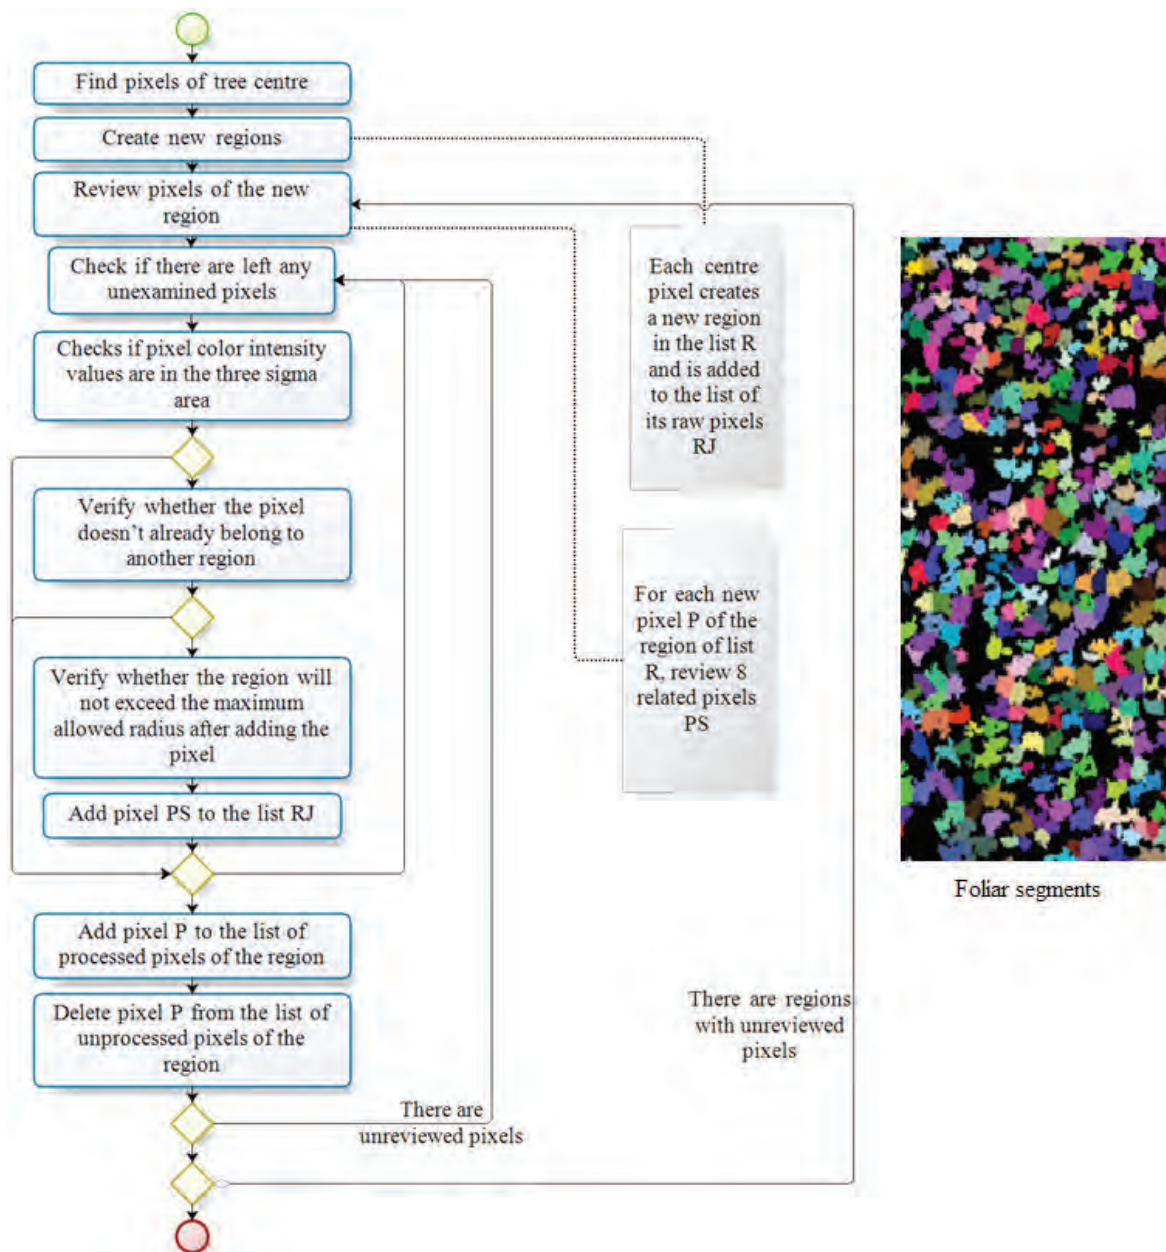 Find pixels of tree centre
Create new regions
Review pixels of the new
region
Check if there are left any
unexamined pixels
Checks if pixel color intensity
values are in the three sigma
area
Verify whether the pixel
doesn't already belong to
another region
Verify whether the region will
not exceed the maximum
allowed radius after adding the
pixel
Add pixel PS to the list RJ
Add pixel P to the list of
processed pixels of the region
Delete pixel P from the list of
unprocessed pixels of the
region
There are
unreviewed pixels
Each centre
pixel creates
a new region
in the list R
and is added
to the list of
its raw pixels
RJ
For each new
pixel P of the
region of list
R, review 8
related pixels
PS
There are regions
with unreviewed
pixels
Foliar segments